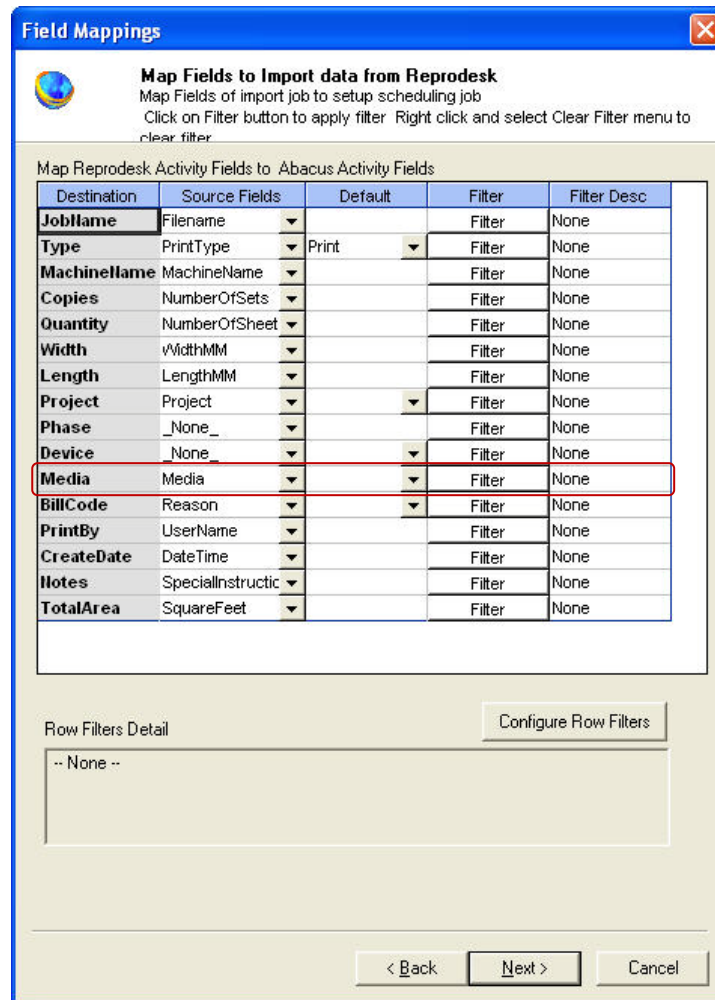 Field Mappings
Map Fields to Import data from Reprodesk
Map Fields of import job to setup scheduling job
Click on Filter button to apply filter Right click and select Clear Filter menu to
clear filter
Map Reprodesk Activity Fields to Abacus Activity Fields
Destination Source Fields Default Filter Filter Desc
JobName Filename Filter None
Type PrintType Print Filter None
MachineName MachineName Filter None
Copies NumberOfSets Filter None
Quantity NumberOfSheet Filter None
Width WidthMM Filter None
Length LengthMM Filter None
Project Project Filter None
Phase _None_ Filter None
Device _None_ Filter None
Media Media Filter None
BillCode Reason Filter None
PrintBy UserName Filter None
CreateDate DateTime Filter None
Notes SpecialInstructic Filter None
TotalArea SquareFeet Filter None
Row Filters Detail
Configure Row Filters
-- None --
< Back Next > Cancel